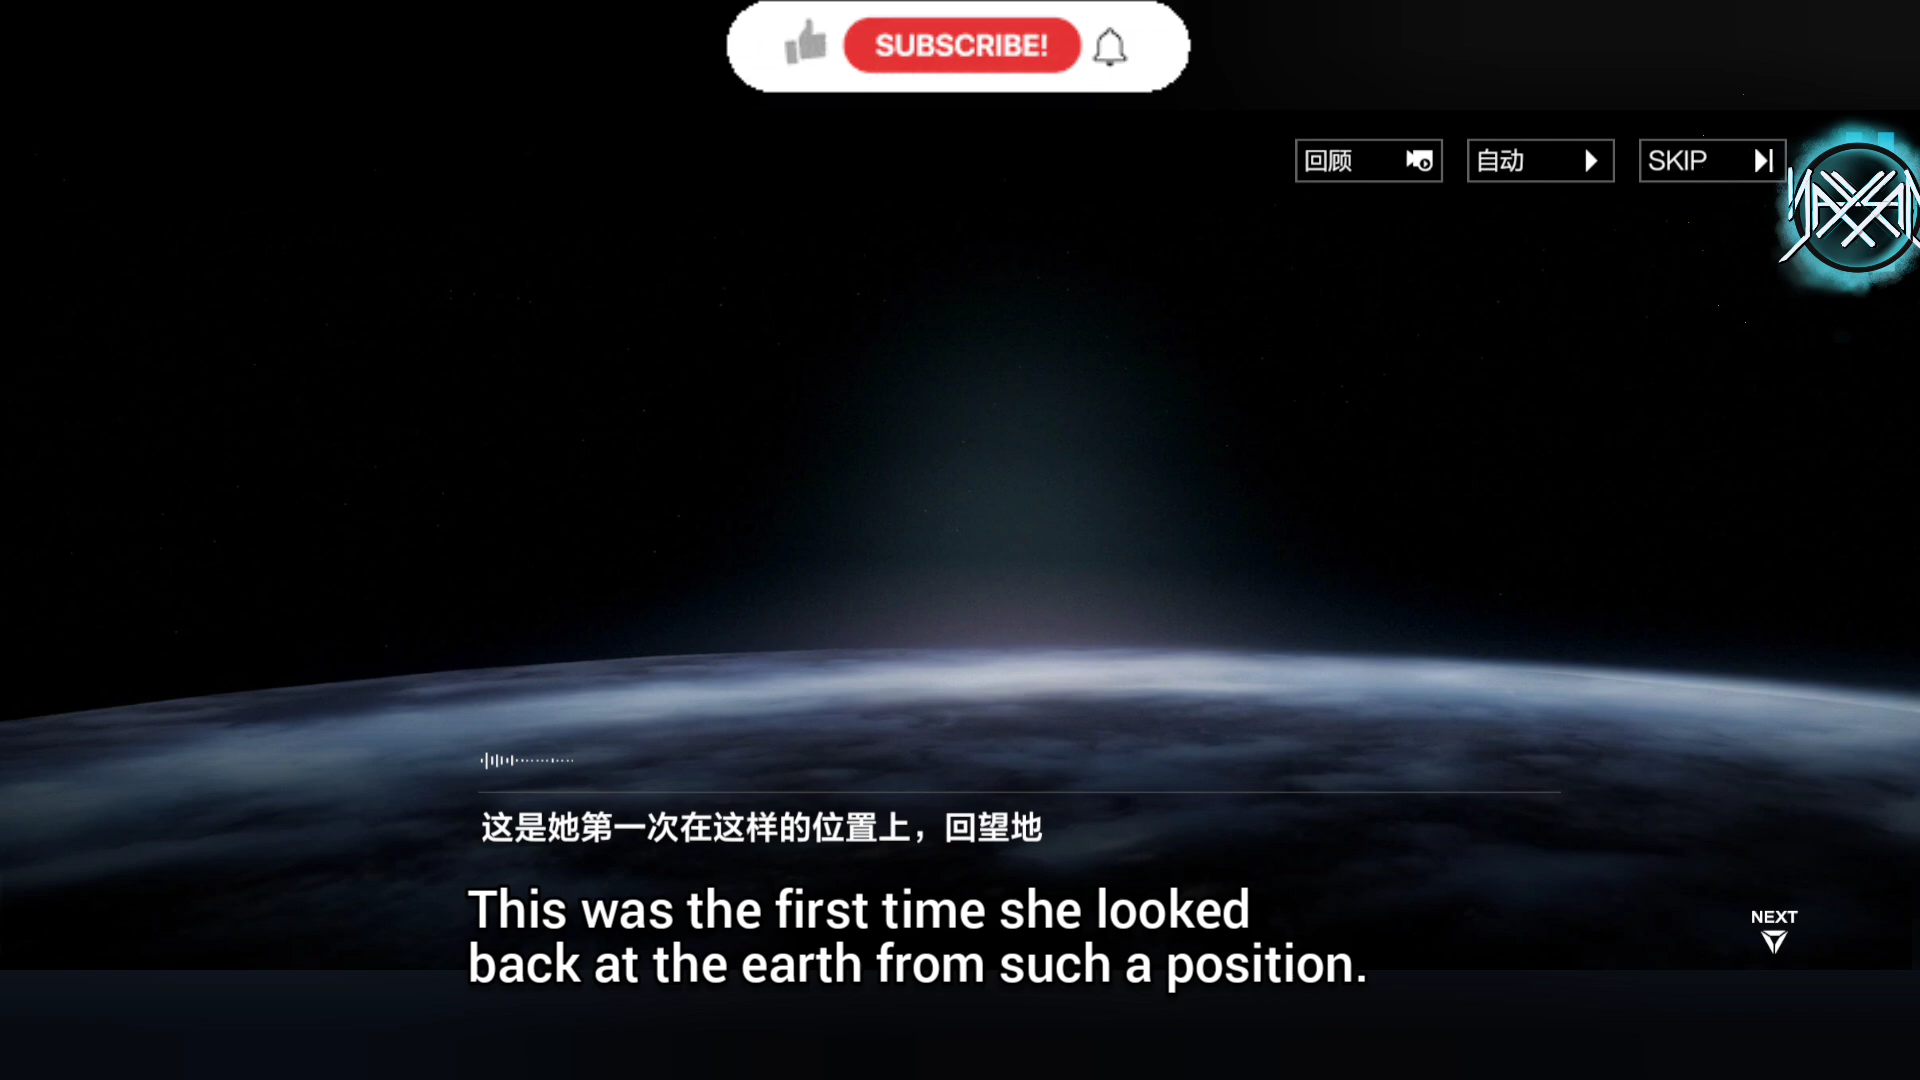 SUBSCRIBE!
回顾
自动
SKIP
这是她第一次在这样的位置上，回望地
This was the first time she looked
back at the earth from such a position.
NEXT